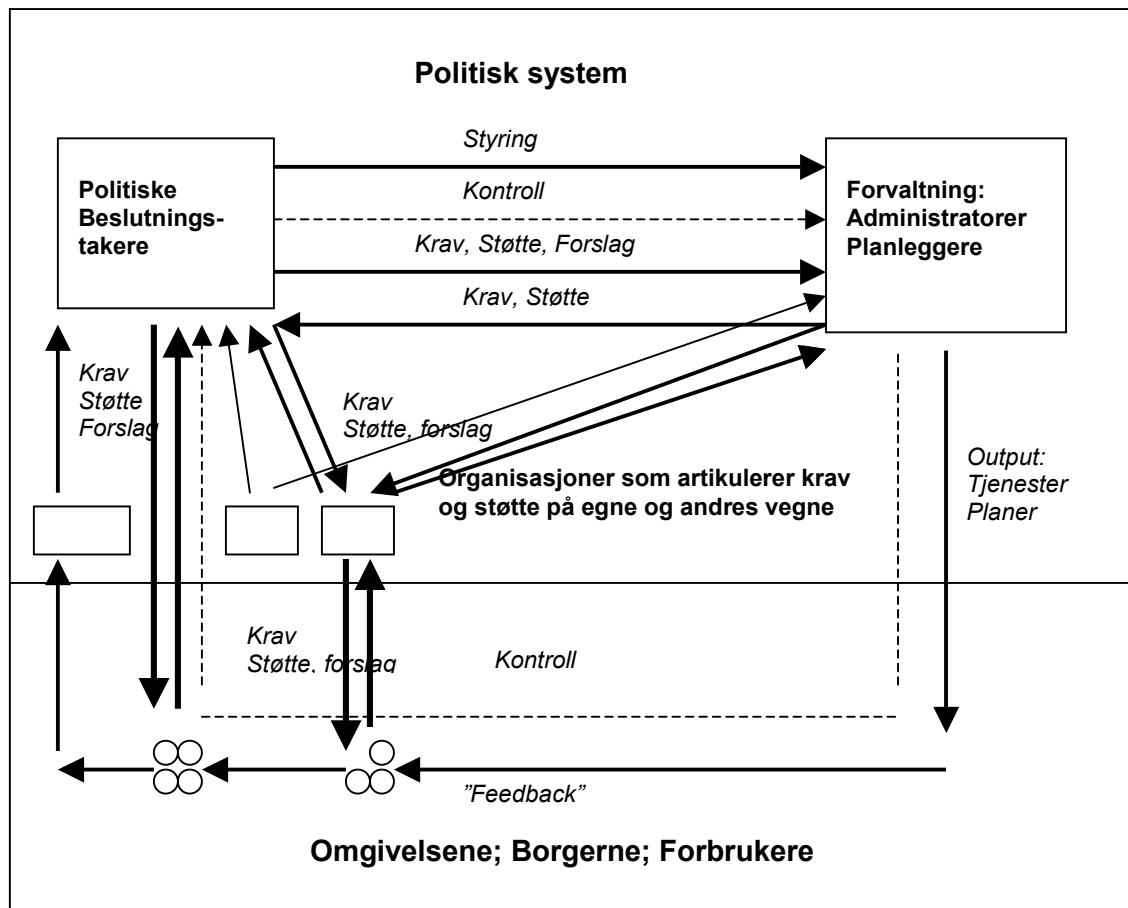 Politisk system
Styring
Politiske
Beslutnings-
takere
Kontroll
Forvaltning:
Administratorer
Planleggere
Krav, Støtte, Forslag
Krav, Støtte
Krav
Støtte
Forslag
Krav
Støtte, forslag
Organisasjoner som artikulerer krav
og støtte på egne og andres vegne
Output:
Tjenester
Planer
Krav
Støtte, forslag
Kontroll
”Feedback”
Omgivelsene; Borgerne; Forbrukere